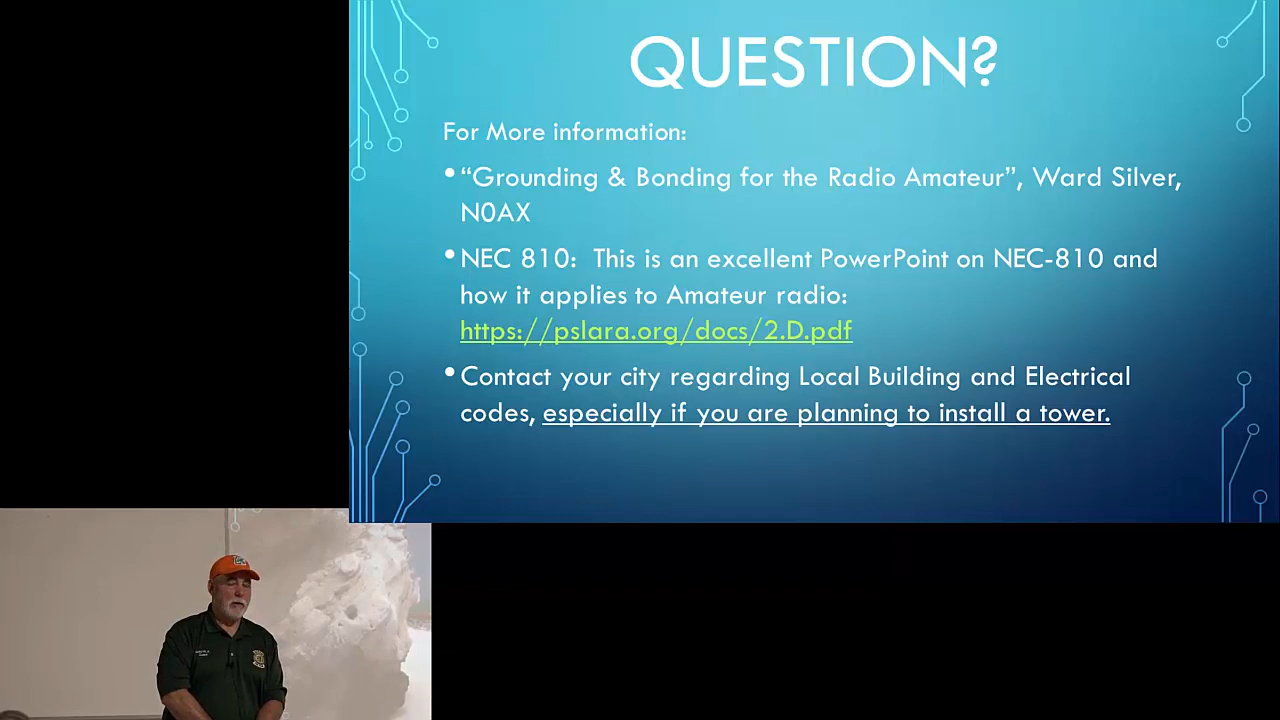 QUESTION?
For More information:
•“Grounding & Bonding for the Radio Amateur”, Ward Silver,
N0AX
•NEC 810:  This is an excellent PowerPoint on NEC-810 and
how it applies to Amateur radio:
https://pslara.org/docs/2.D.pdf
•Contact your city regarding Local Building and Electrical
codes, especially if you are planning to install a tower.